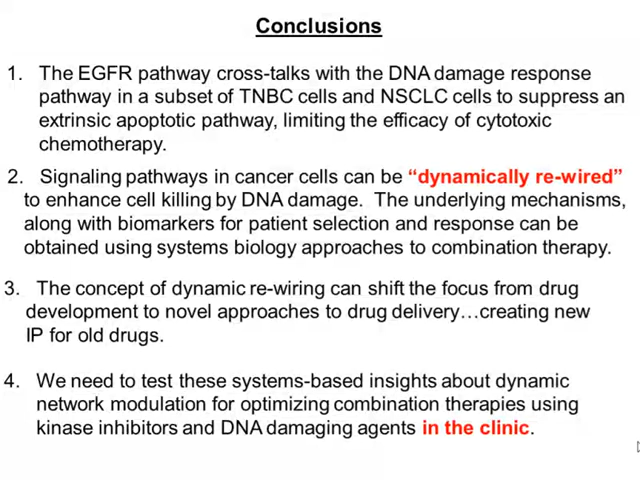 Conclusions
1. The EGFR pathway cross-talks with the DNA damage response
pathway in a subset of TNBC cells and NSCLC cells to suppress an
extrinsic apoptotic pathway, limiting the efficacy of cytotoxic
chemotherapy.
2. Signaling pathways in cancer cells can be “dynamically re-wired”
to enhance cell killing by DNA damage. The underlying mechanisms,
along with biomarkers for patient selection and response can be
obtained using systems biology approaches to combination therapy.
3. The concept of dynamic re-wiring can shift the focus from drug
development to novel approaches to drug delivery…creating new
IP for old drugs.
4. We need to test these systems-based insights about dynamic
network modulation for optimizing combination therapies using
kinase inhibitors and DNA damaging agents in the clinic.